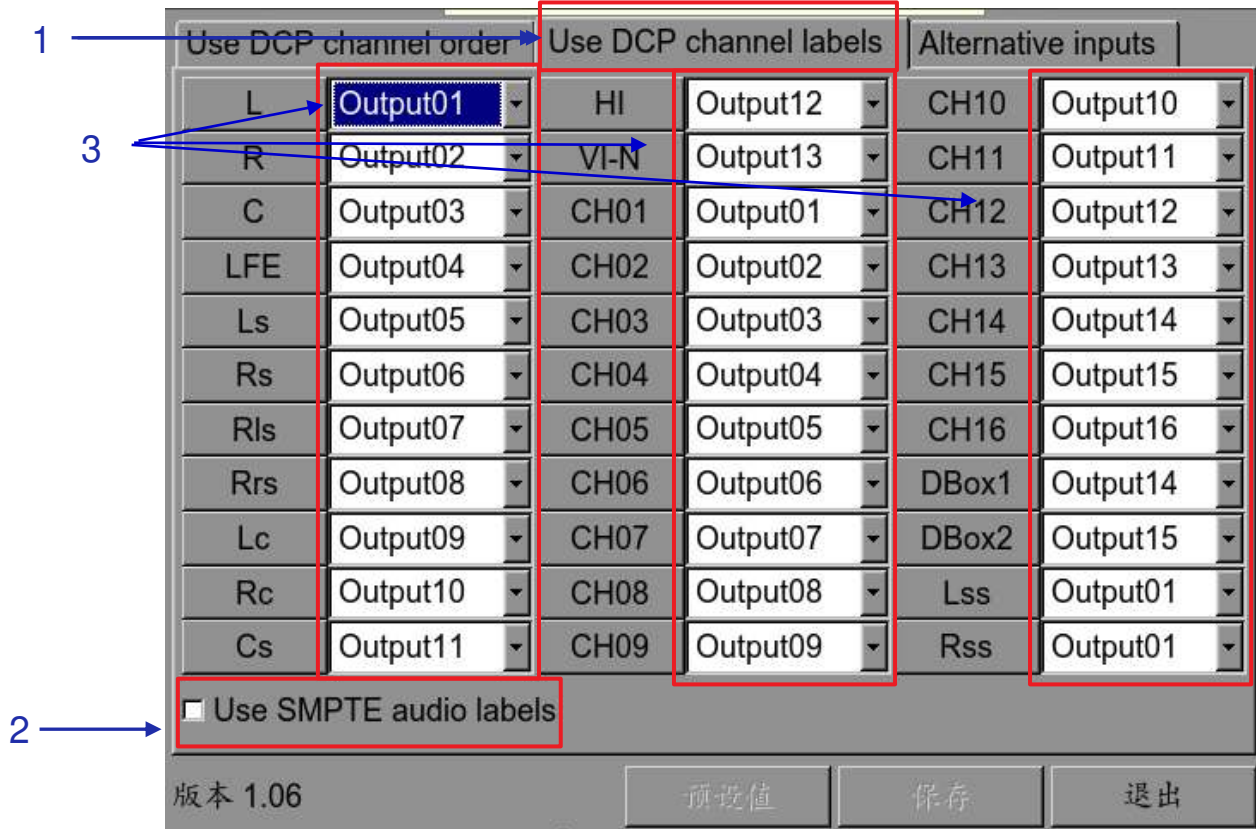 1
Use DCP channel order Use DCP channel labels Alternative inputs
L Output01 HI Output12 CH10 Output10
3
R Output02 VI-N Output13 CH11 Output11
C Output03 CH01 Output01 CH12 Output12
LFE Output04 CH02 Output02 CH13 Output13
Ls Output05 CH03 Output03 CH14 Output14
Rs Output06 CH04 Output04 CH15 Output15
Rls Output07 CH05 Output05 CH16 Output16
Rrs Output08 CH06 Output06 DBox1 Output14
Lc Output09 CH07 Output07 DBox2 Output15
Rc Output10 CH08 Output08 Lss Output01
Cs Output11 CH09 Output09 Rss Output01
2
Use SMPTE audio labels
版本 1.06 预设值 保存 退出